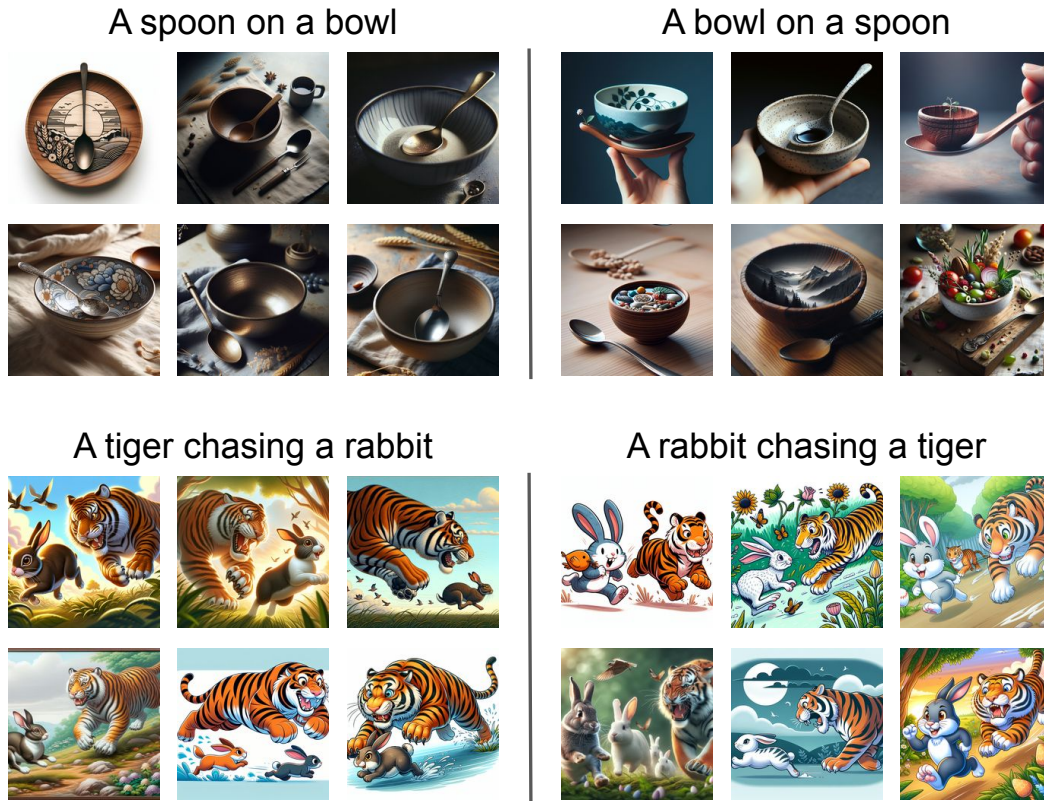 A spoon on a bowl
A bowl on a spoon
A tiger chasing a rabbit
A rabbit chasing a tiger